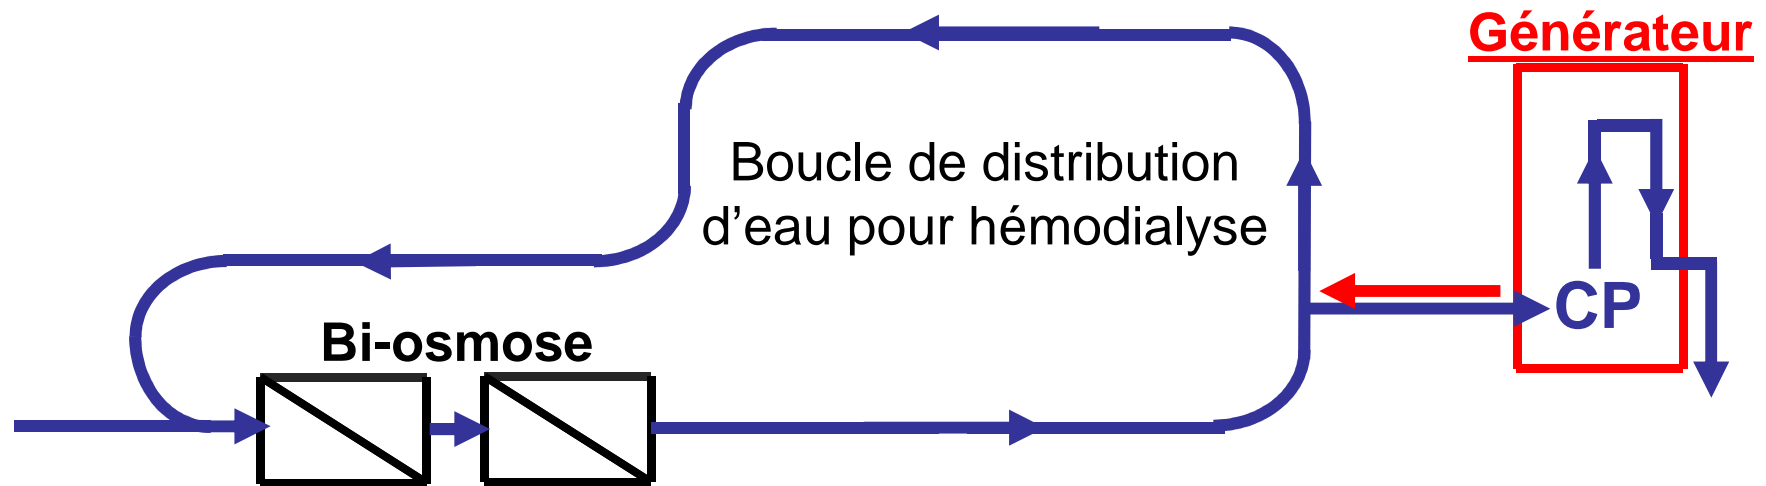 Générateur
Boucle de distribution
d'eau pour hémodialyse
CP
Bi-osmose